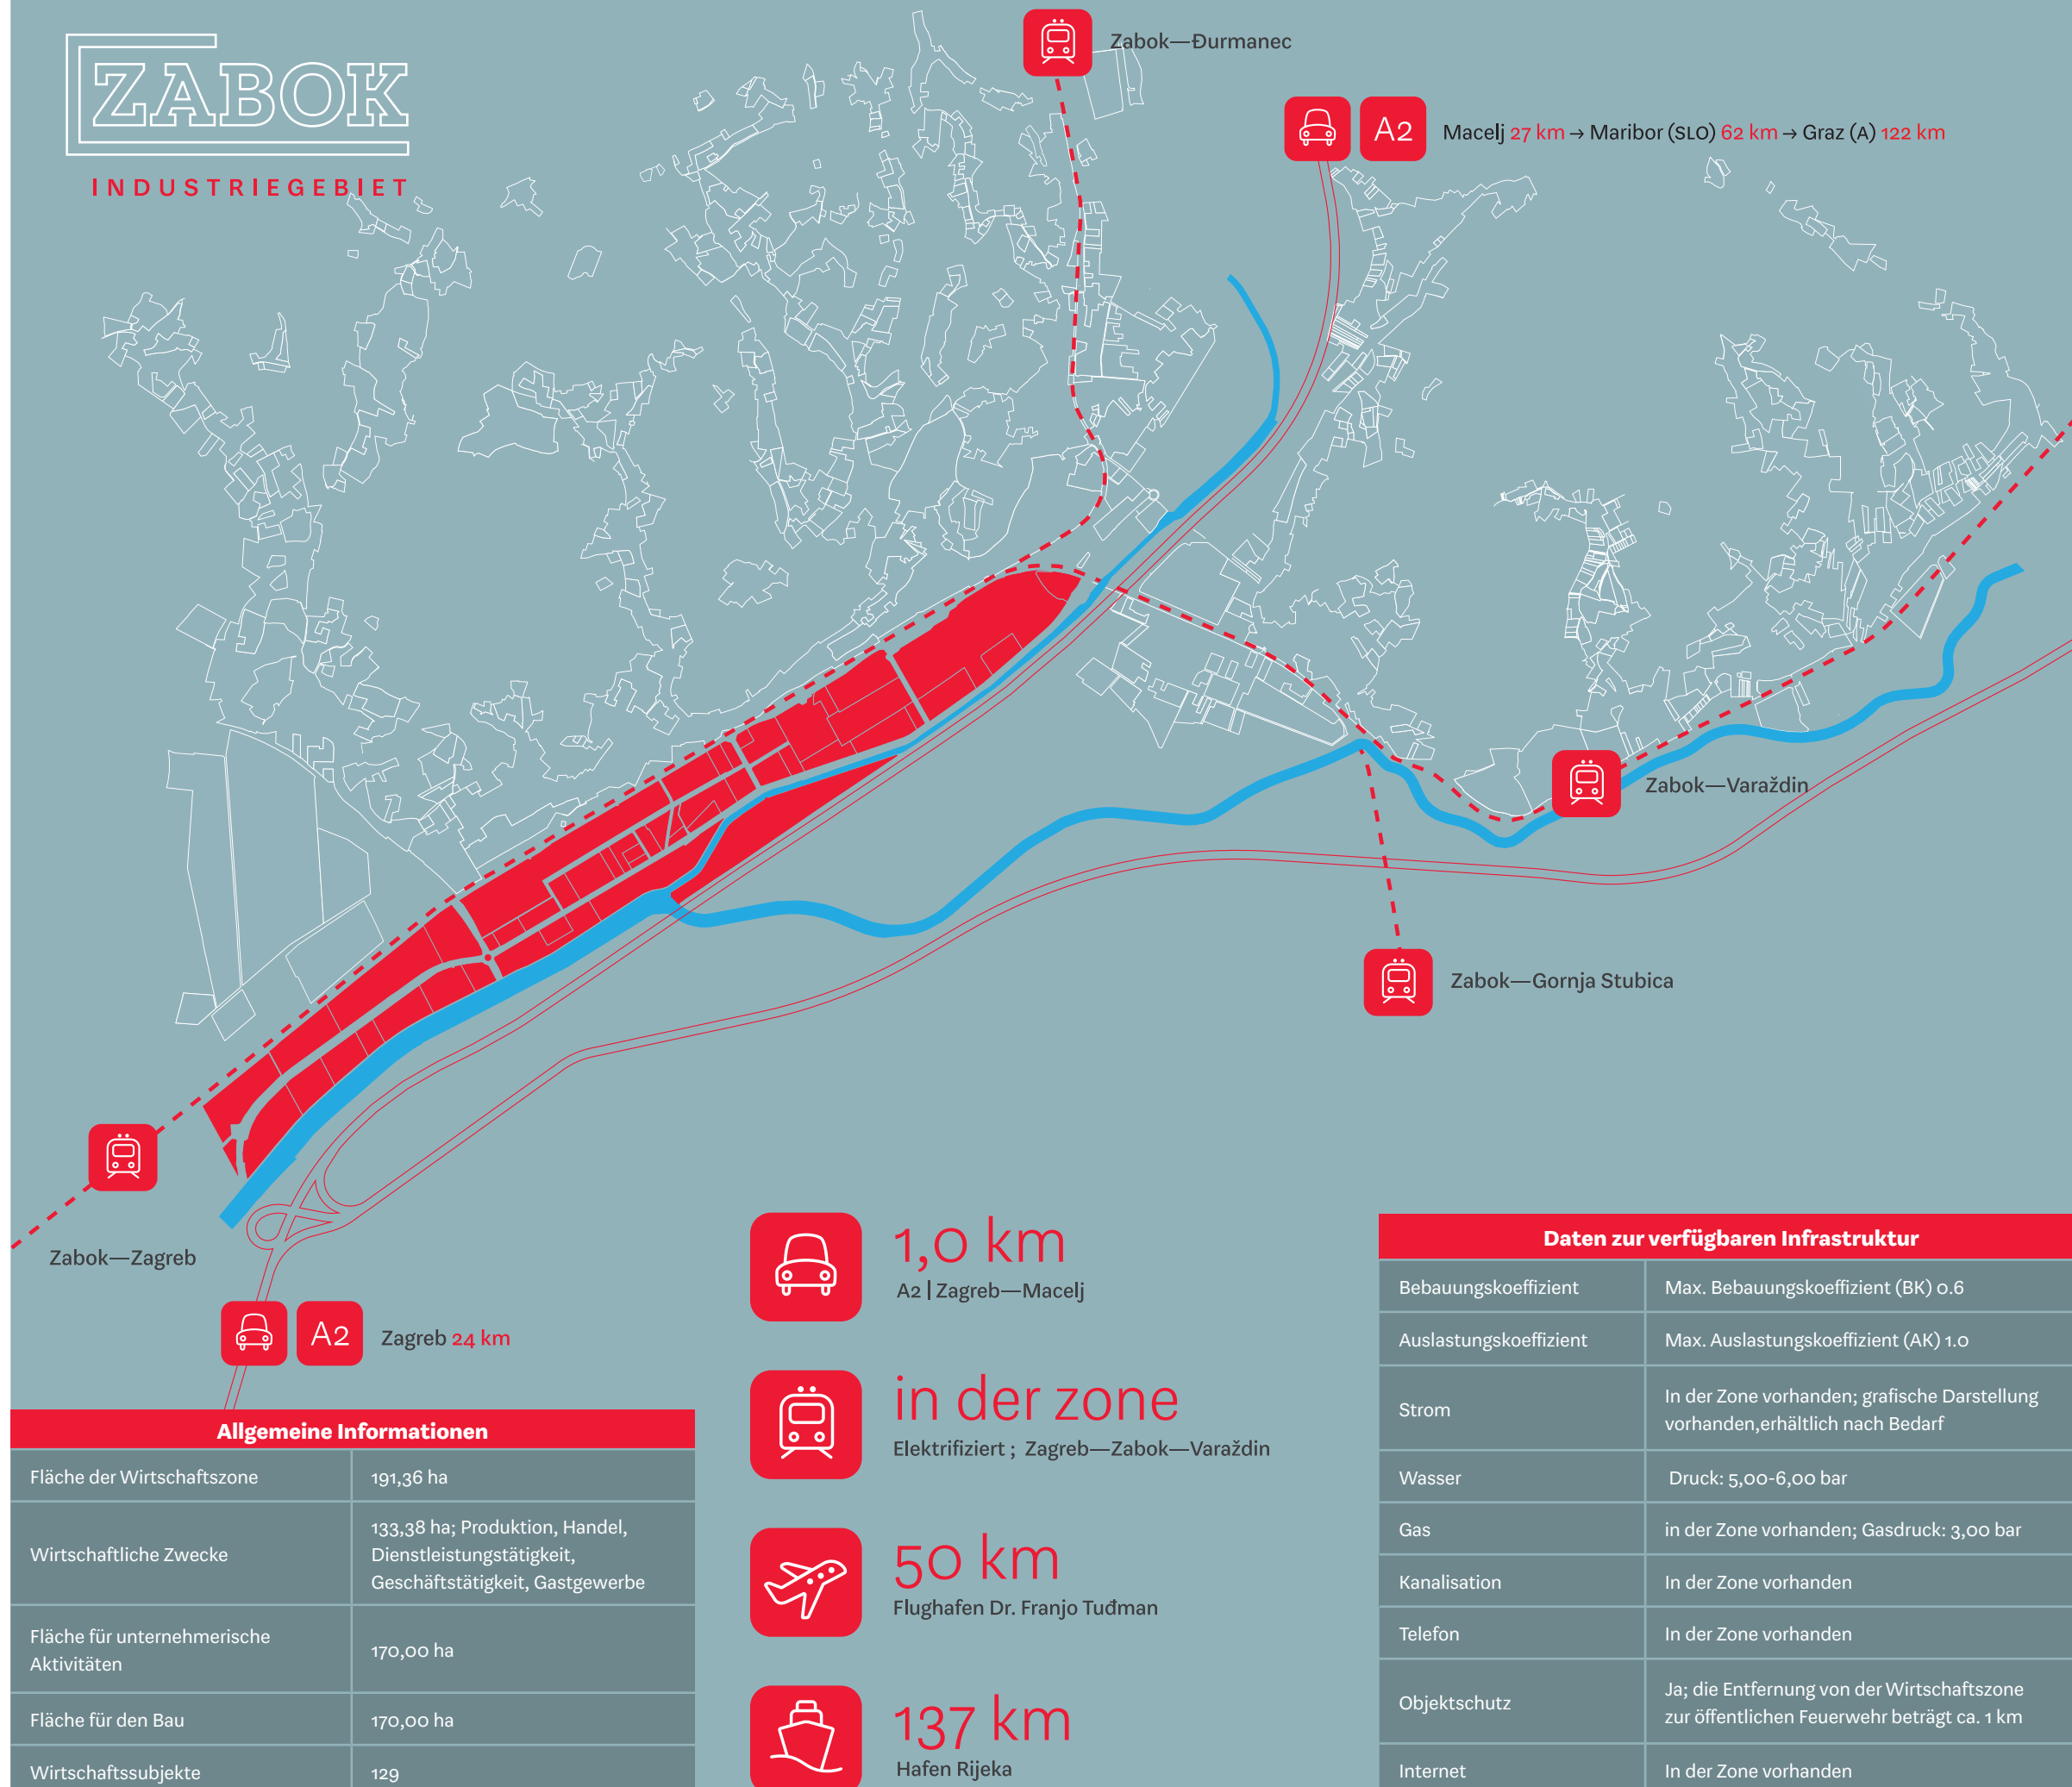 ZABOK
INDUSTRIEGEBIET
Zabok—Đurmanec
A2
Macelj 27 km → Maribor (SLO) 62 km → Graz (A) 122 km
Zabok—Varaždin
Zabok—Gornja Stubica
Zabok—Zagreb
A2
Zagreb 24 km
Allgemeine Informationen
Fläche der Wirtschaftszone
191,36 ha
Wirtschaftliche Zwecke
133,38 ha; Produktion, Handel,
Dienstleistungstätigkeit,
Geschäftstätigkeit, Gastgewerbe
Fläche für unternehmerische
Aktivitäten
170,00 ha
Fläche für den Bau
170,00 ha
Wirtschaftssubjekte
129
1,0 km
A2 | Zagreb—Macelj
in der zone
Elektrifiziert ; Zagreb—Zabok—Varaždin
50 km
Flughafen Dr. Franjo Tuđman
137 km
Hafen Rijeka
Daten zur verfügbaren Infrastruktur
Bebauungskoeffizient
Max. Bebauungskoeffizient (BK) 0.6
Auslastungskoeffizient
Max. Auslastungskoeffizient (AK) 1.0
Strom
In der Zone vorhanden; grafische Darstellung
vorhanden,erhältlich nach Bedarf
Wasser
Druck: 5,00-6,00 bar
Gas
in der Zone vorhanden; Gasdruck: 3,00 bar
Kanalisation
In der Zone vorhanden
Telefon
In der Zone vorhanden
Objektschutz
Ja; die Entfernung von der Wirtschaftszone
zur öffentlichen Feuerwehr beträgt ca. 1 km
Internet
In der Zone vorhanden